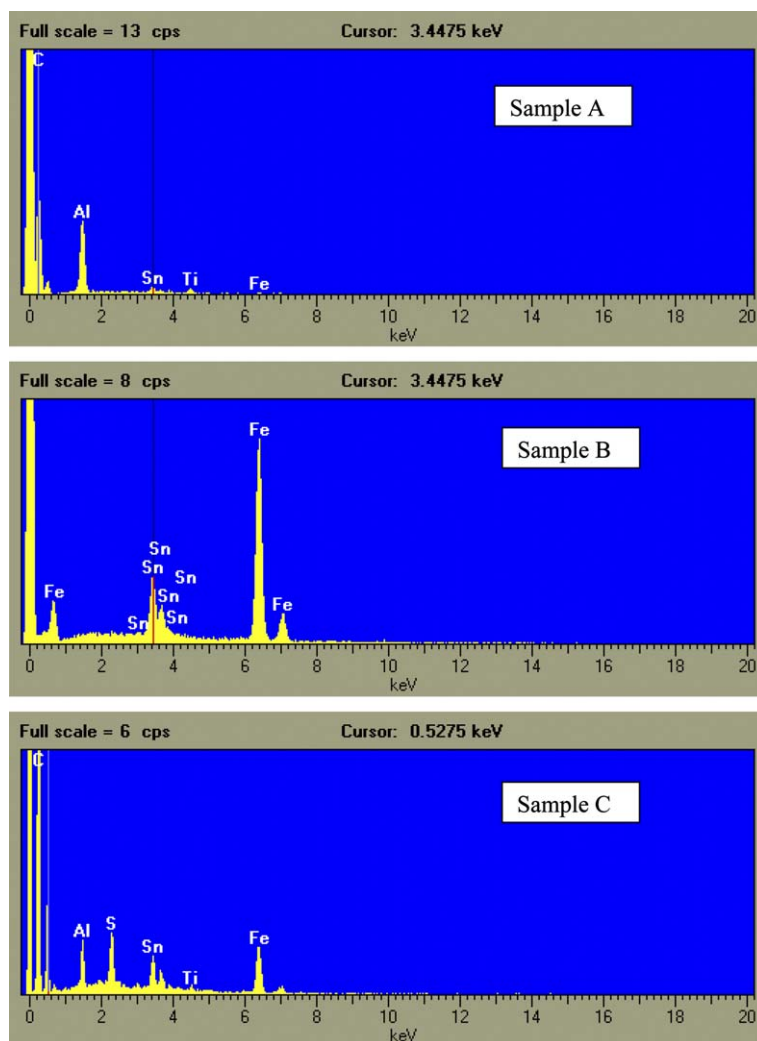 Full scale = 13 cps Cursor: 3.4475 keV
C
Sample A
Al
Sn Ti Fe
0 2 4 6 8 10 12 14 16 18 20
keV
Full scale = 8 cps Cursor: 3.4475 keV
Fe
Sample B
Sn
Sn Sn
Fe Sn Fe
Sn Sn
0 2 4 6 8 10 12 14 16 18 20
keV
Full scale = 6 cps Cursor: 0.5275 keV
C
Sample C
Al S Sn Fe
Ti
0 2 4 6 8 10 12 14 16 18 20
keV